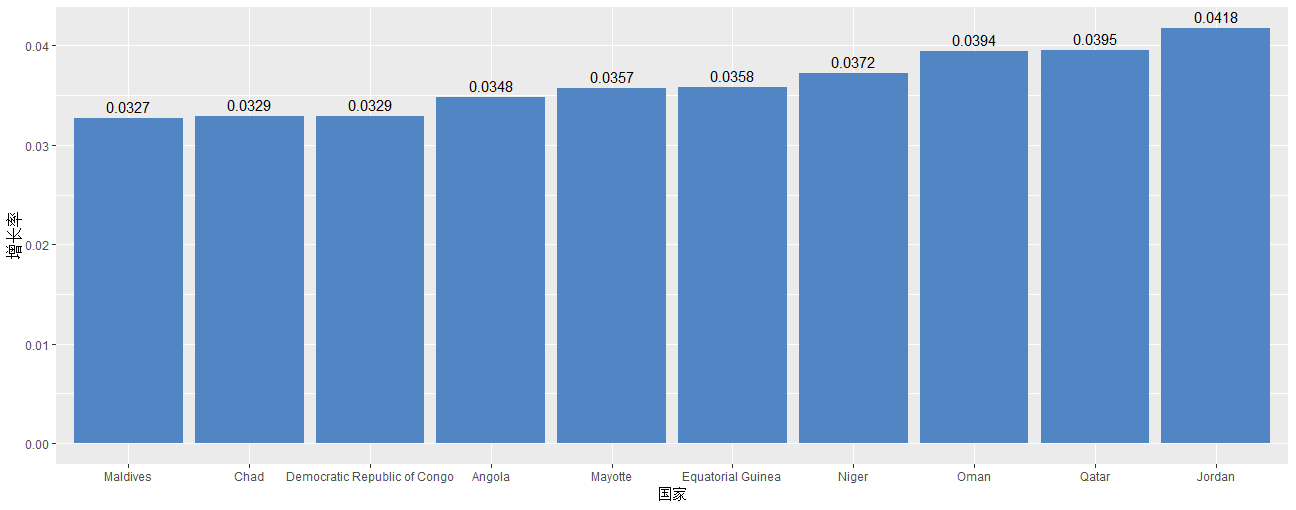 0.0418
0.0394
0.0395
0.0372
0.0357
0.0358
0.0348
0.0327
0.0329
0.0329
0.04
0.03
0.02
0.01
0.00
增长率
Maldives
Chad
Democratic Republic of Congo
Angola
Mayotte
Equatorial Guinea
Niger
Oman
Qatar
Jordan
国家